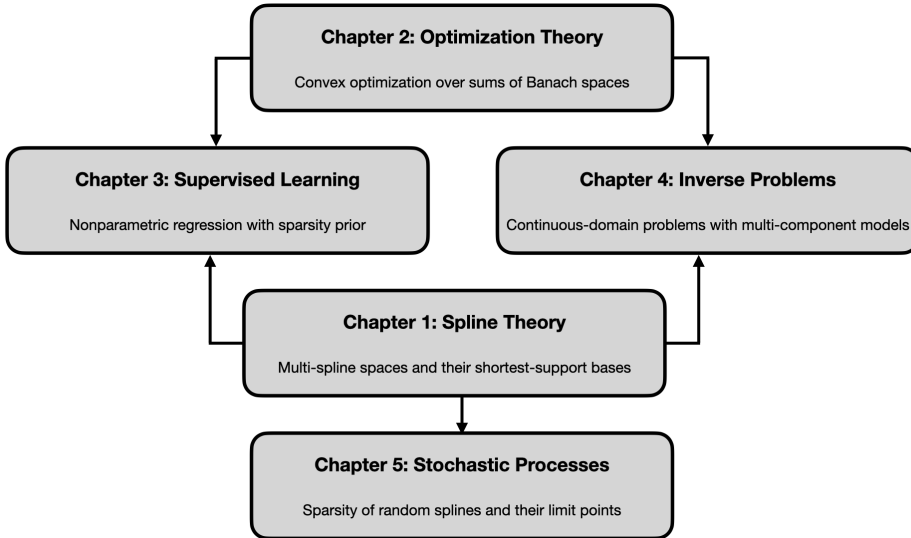 Chapter 2: Optimization Theory
Convex optimization over sums of Banach spaces
Chapter 3: Supervised Learning
Nonparametric regression with sparsity prior
Chapter 4: Inverse Problems
Continuous-domain problems with multi-component models
Chapter 1: Spline Theory
Multi-spline spaces and their shortest-support bases
Chapter 5: Stochastic Processes
Sparsity of random splines and their limit points